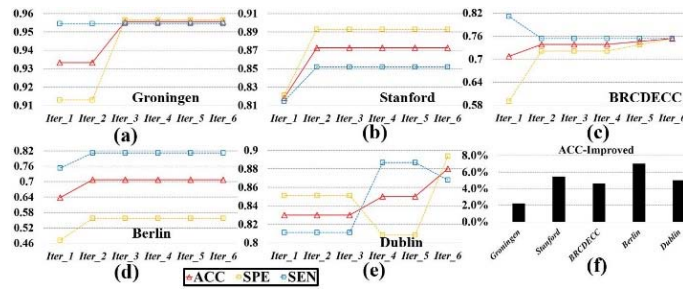 0.96
0.95
0.94
0.93
0.92
0.91
Groningen
Iter_1 Iter_2 Iter_3 Iter_4 Iter_5 Iter_6
(a)
0.91
0.89
0.87
0.85
0.83
0.81
Stanford
Iter_1 Iter_2 Iter_3 Iter_4 Iter_5 Iter_6
(b)
0.82
0.76
0.70
0.64
0.58
BRCDECC
Iter_1 Iter_2 Iter_3 Iter_4 Iter_5 Iter_6
(c)
0.82
0.76
0.7
0.64
0.58
0.52
0.46
Berlin
Iter_1 Iter_2 Iter_3 Iter_4 Iter_5 Iter_6
(d)
0.9
0.88
0.86
0.84
0.82
0.8
Dublin
Iter_1 Iter_2 Iter_3 Iter_4 Iter_5 Iter_6
(e)
ACC-Improved
8.0%
6.0%
4.0%
2.0%
0.0%
Groningen
Stanford
BRCDECC
Berlin
Dublin
(f)
ACC SPE SEN